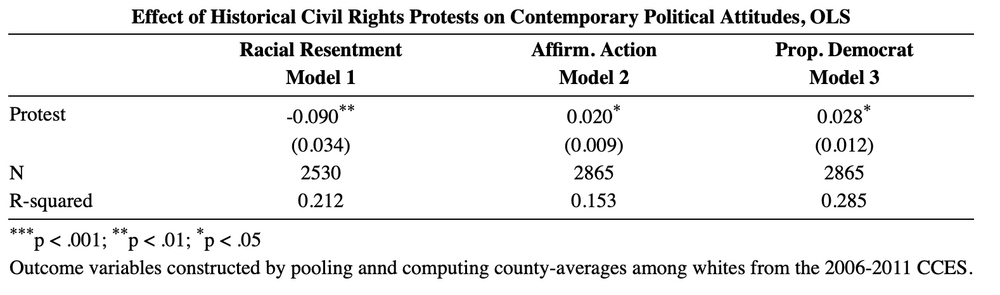 Effect of Historical Civil Rights Protests on Contemporary Political Attitudes, OLS
Racial Resentment Affirm. Action Prop. Democrat
Model 1 Model 2 Model 3
Protest -0.090** 0.020* 0.028*
(0.034) (0.009) (0.012)
N 2530 2865 2865
R-squared 0.212 0.153 0.285
***p < .001; **p < .01; *p < .05
Outcome variables constructed by pooling annd computing county-averages among whites from the 2006-2011 CCES.